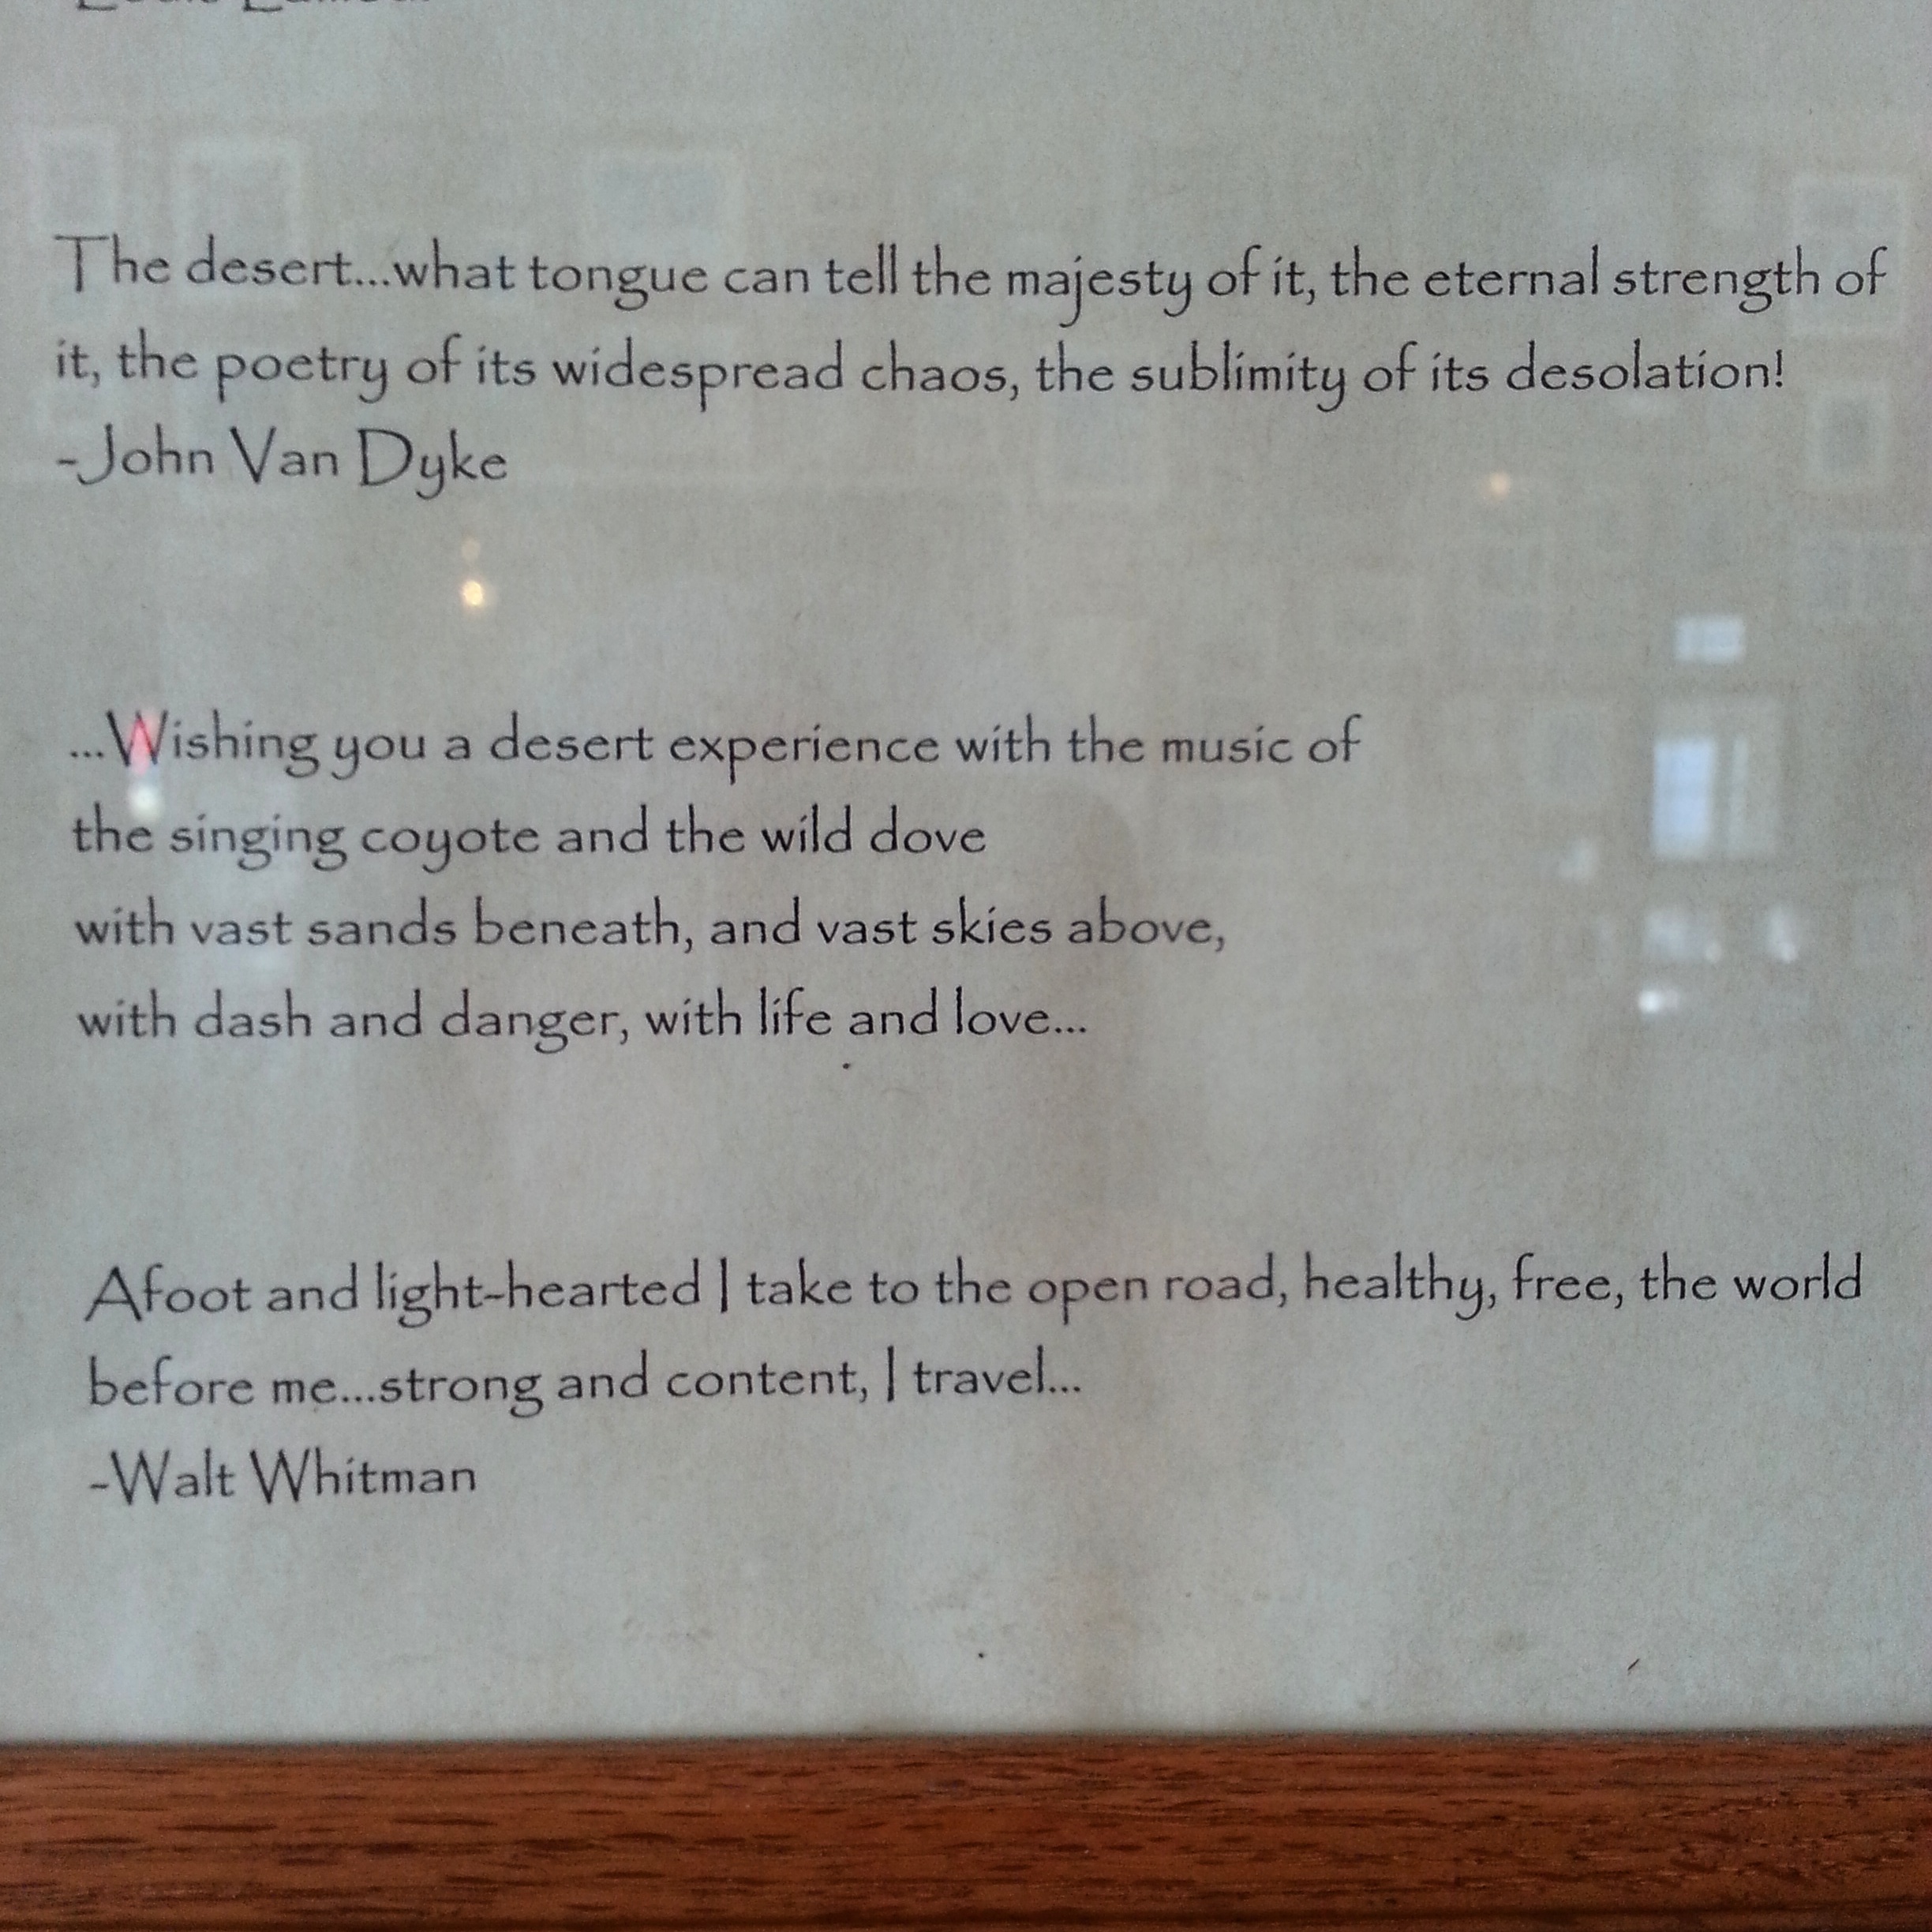 The desert...what tongue can tell the majesty of it, the eternal strength of
it, the poetry of its widespread chaos, the sublimity of its desolation!
-John Van Dyke
...Wishing you a desert experience with the music of
the singing coyote and the wild dove
with vast sands beneath, and vast skies above,
with dash and danger, with life and love...
Afoot and light-hearted I take to the open road, healthy, free, the world
before me...strong and content, I travel...
-Walt Whitman